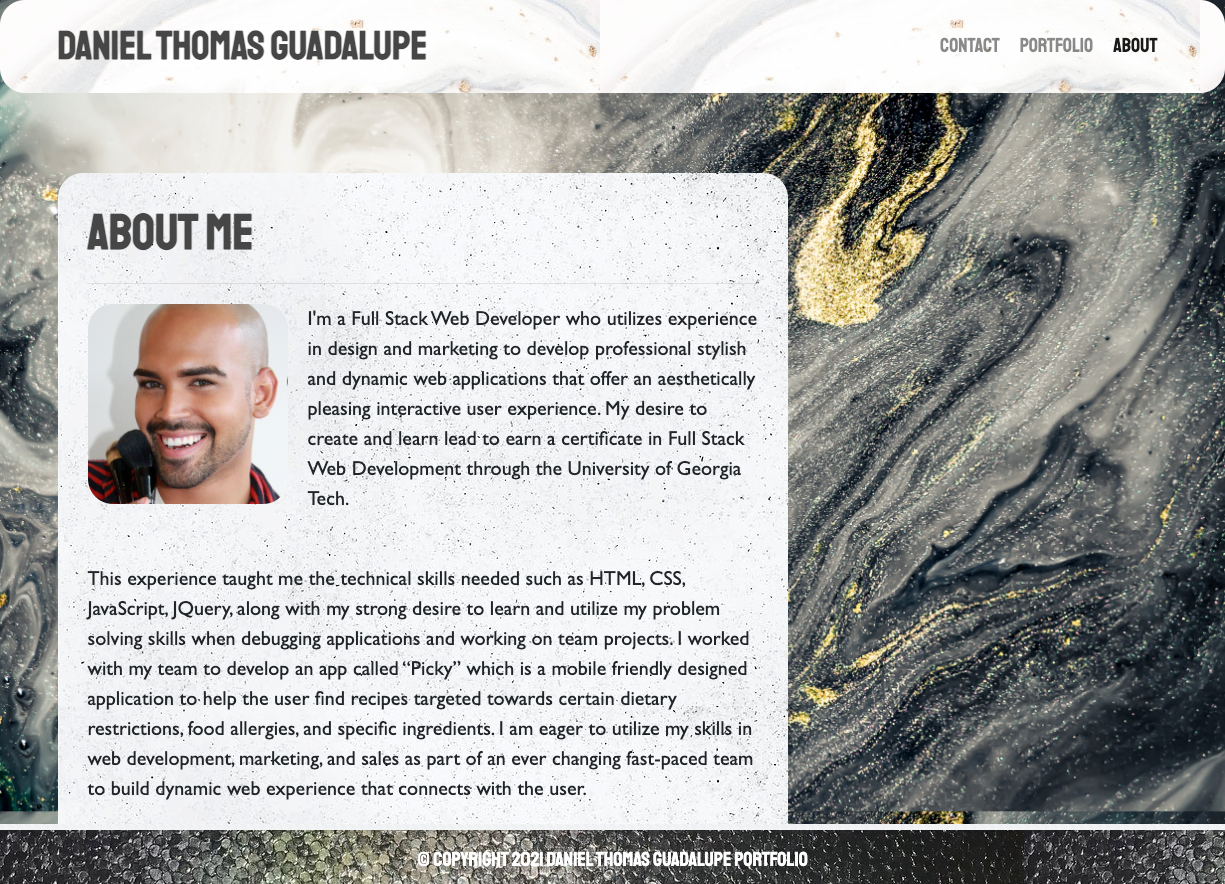 DANIEL THOMAS GUADALUPE
CONTACT PORTFOLIO ABOUT
ABOUT ME
I'm a Full Stack Web Developer who utilizes experience
in design and marketing to develop professional stylish
and dynamic web applications that offer an aesthetically
pleasing interactive user experience. My desire to
create and learn lead to earn a certificate in Full Stack
Web Development through the University of Georgia
Tech.
This experience taught me the technical skills needed such as HTML, CSS,
JavaScript, JQuery, along with my strong desire to learn and utilize my problem
solving skills when debugging applications and working on team projects. I worked
with my team to develop an app called “Picky” which is a mobile friendly designed
application to help the user find recipes targeted towards certain dietary
restrictions, food allergies, and specific ingredients. I am eager to utilize my skills in
web development, marketing, and sales as part of an ever changing fast-paced team
to build dynamic web experience that connects with the user.
© COPYRIGHT 2021 DANIEL THOMAS GUADALUPE PORTFOLIO